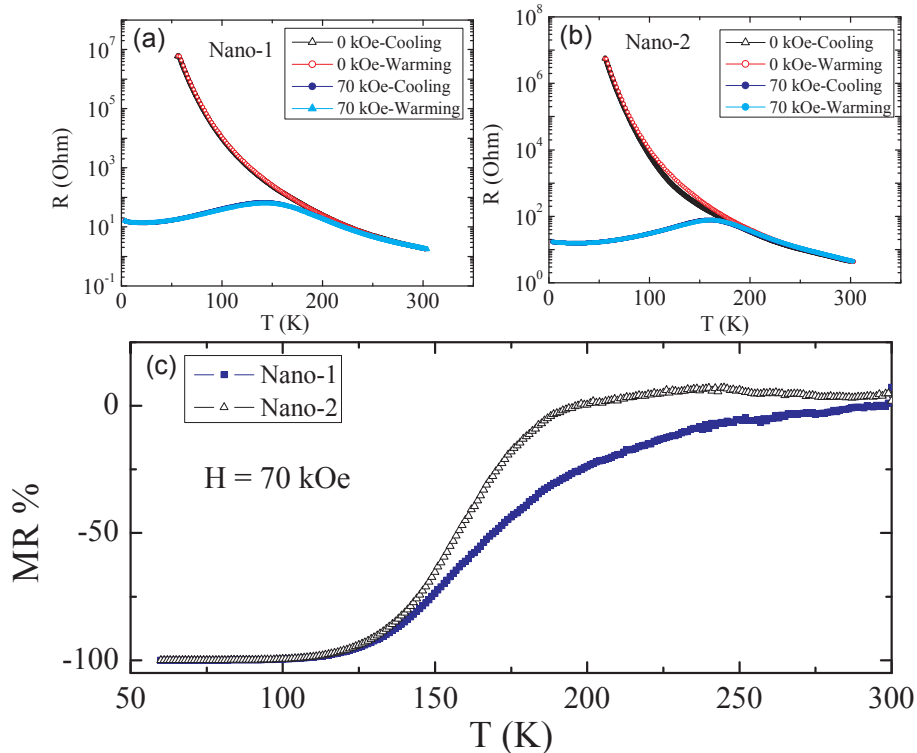 (a)
Nano-1
0 kOe-Cooling
0 kOe-Warming
70 kOe-Cooling
70 kOe-Warming
10^7
10^5
10^3
10^1
10^-1
R (Ohm)
0
100
200
300
T (K)
(b)
Nano-2
0 kOe-Cooling
0 kOe-Warming
70 kOe-Cooling
70 kOe-Warming
10^8
10^6
10^4
10^2
10^0
R (Ohm)
0
100
200
300
T (K)
(c)
Nano-1
Nano-2
H = 70 kOe
0
-50
-100
MR %
50
100
150
200
250
300
T (K)